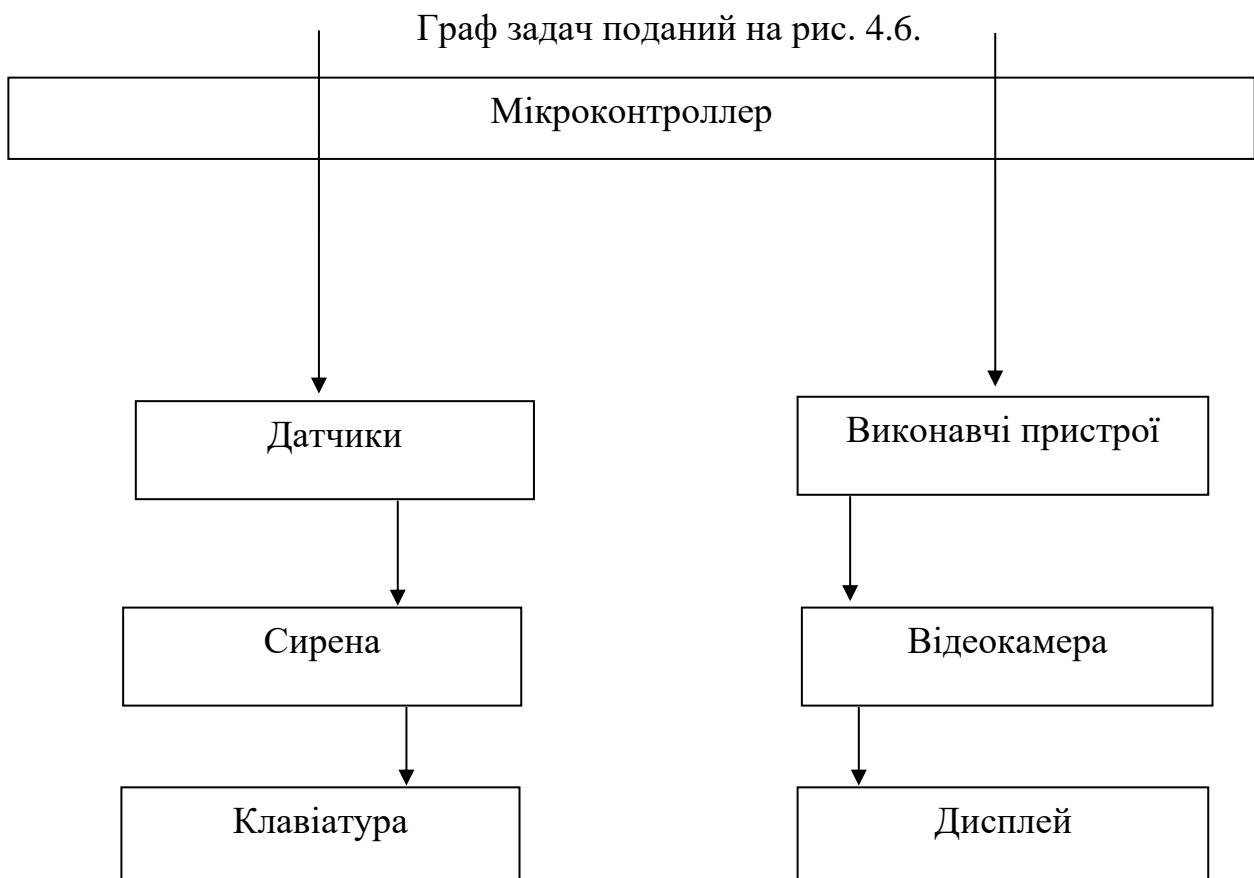 Граф задач поданий на рис. 4.6.
Мікроконтроллер
Датчики
Виконавчі пристрої
Сирена
Відеокамера
Клавіатура
Дисплей